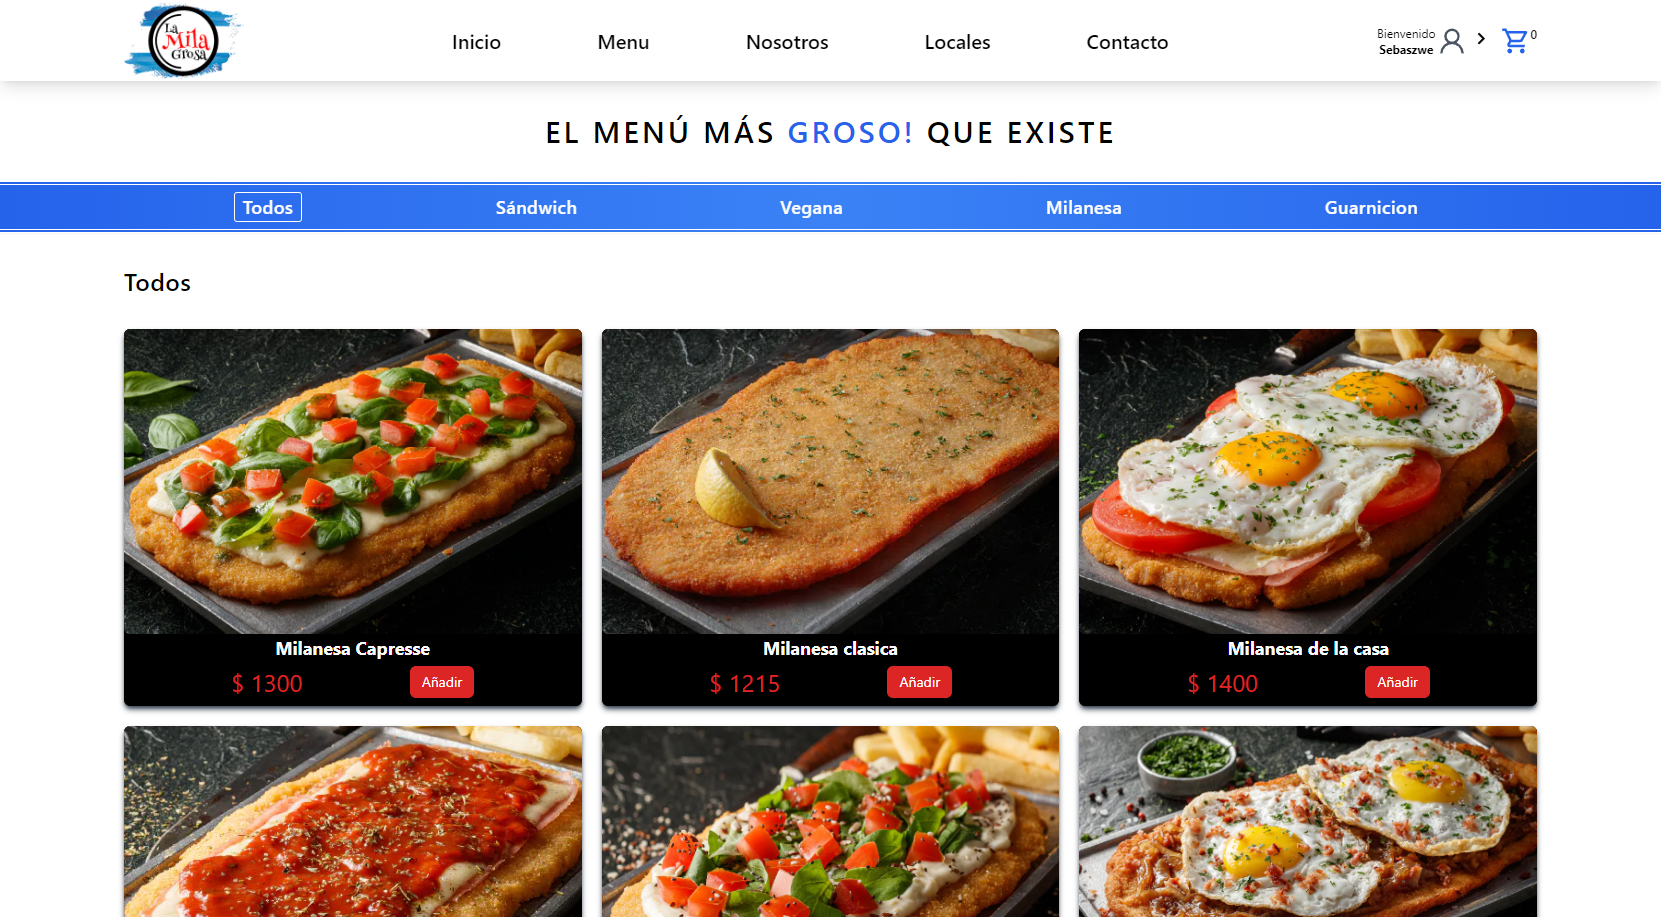 La
Mila
Grosa
Inicio
Menu
Nosotros
Locales
Contacto
Bienvenido
Sebaszwe
0
EL MENÚ MÁS GROSO! QUE EXISTE
Todos
Sándwich
Vegana
Milanesa
Guarnicion
Todos
Milanesa Capresse
$ 1300
Añadir
Milanesa clasica
$ 1215
Añadir
Milanesa de la casa
$ 1400
Añadir